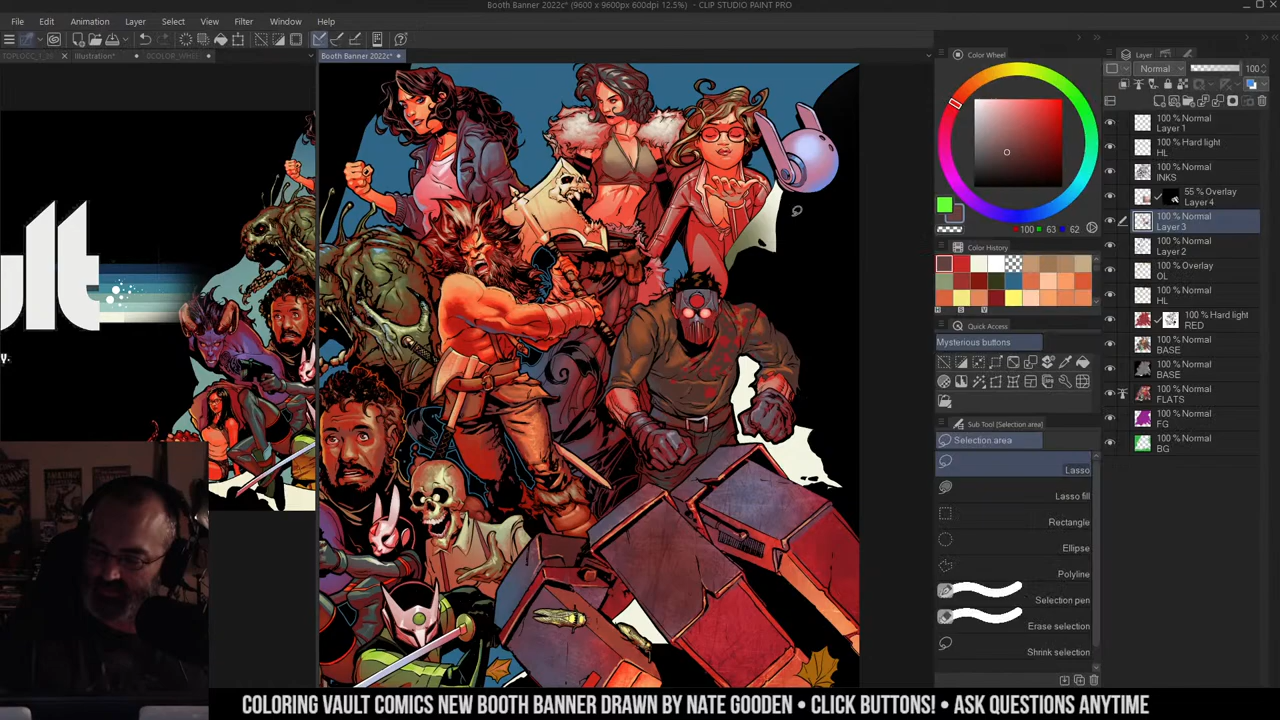 Booth Banner 2022c* (9600 x 9600px 600dpi 12.5%) - CLIP STUDIO PAINT PRO
File Edit Animation Layer Select View Filter Window Help
Illustration*
Booth Banner 2022c*
Color Wheel
100 63 62
Color History
H S V
Quick Access
Mysterious buttons
Sub Tool [Selection area]
Selection area
Lasso
Lasso fill
Rectangle
Ellipse
Polyline
Selection pen
Erase selection
Shrink selection
Layer
Normal 100
100 % Normal
Layer 1
100 % Hard light
HL
100 % Normal
INKS
55 % Overlay
Layer 4
100 % Normal
Layer 3
100 % Normal
Layer 2
100 % Overlay
OL
100 % Normal
HL
100 % Hard light
RED
100 % Normal
BASE
100 % Normal
BASE
100 % Normal
FLATS
100 % Normal
FG
100 % Normal
BG
ult
y.
COLORING VAULT COMICS NEW BOOTH BANNER DRAWN BY NATE GOODEN • CLICK BUTTONS! • ASK QUESTIONS ANYTIME